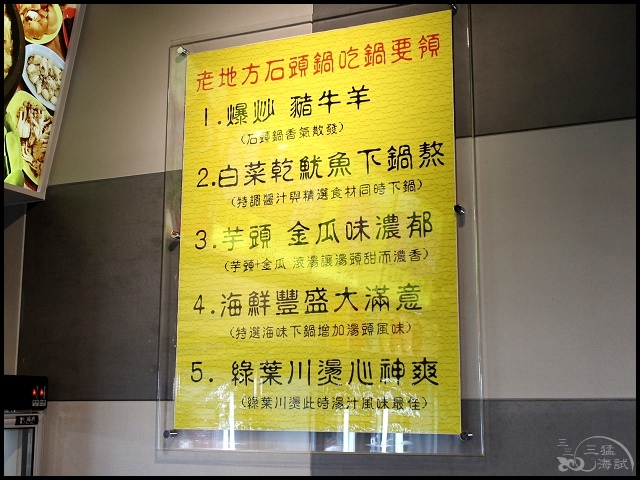 老地方石頭鍋吃鍋要領
1.爆炒 豬牛羊
(石頭鍋香氣散發)
2.白菜乾魷魚下鍋熬
(特調醬汁與精選食材同時下鍋)
3.芋頭 金瓜味濃郁
(芋頭+金瓜 滾湯讓湯頭甜而濃香)
4.海鮮豐盛大滿意
(特選海味下鍋增加湯頭風味)
5. 綠葉川燙心神爽
(綠葉川燙此時湯汁風味最佳)
三猛
海試